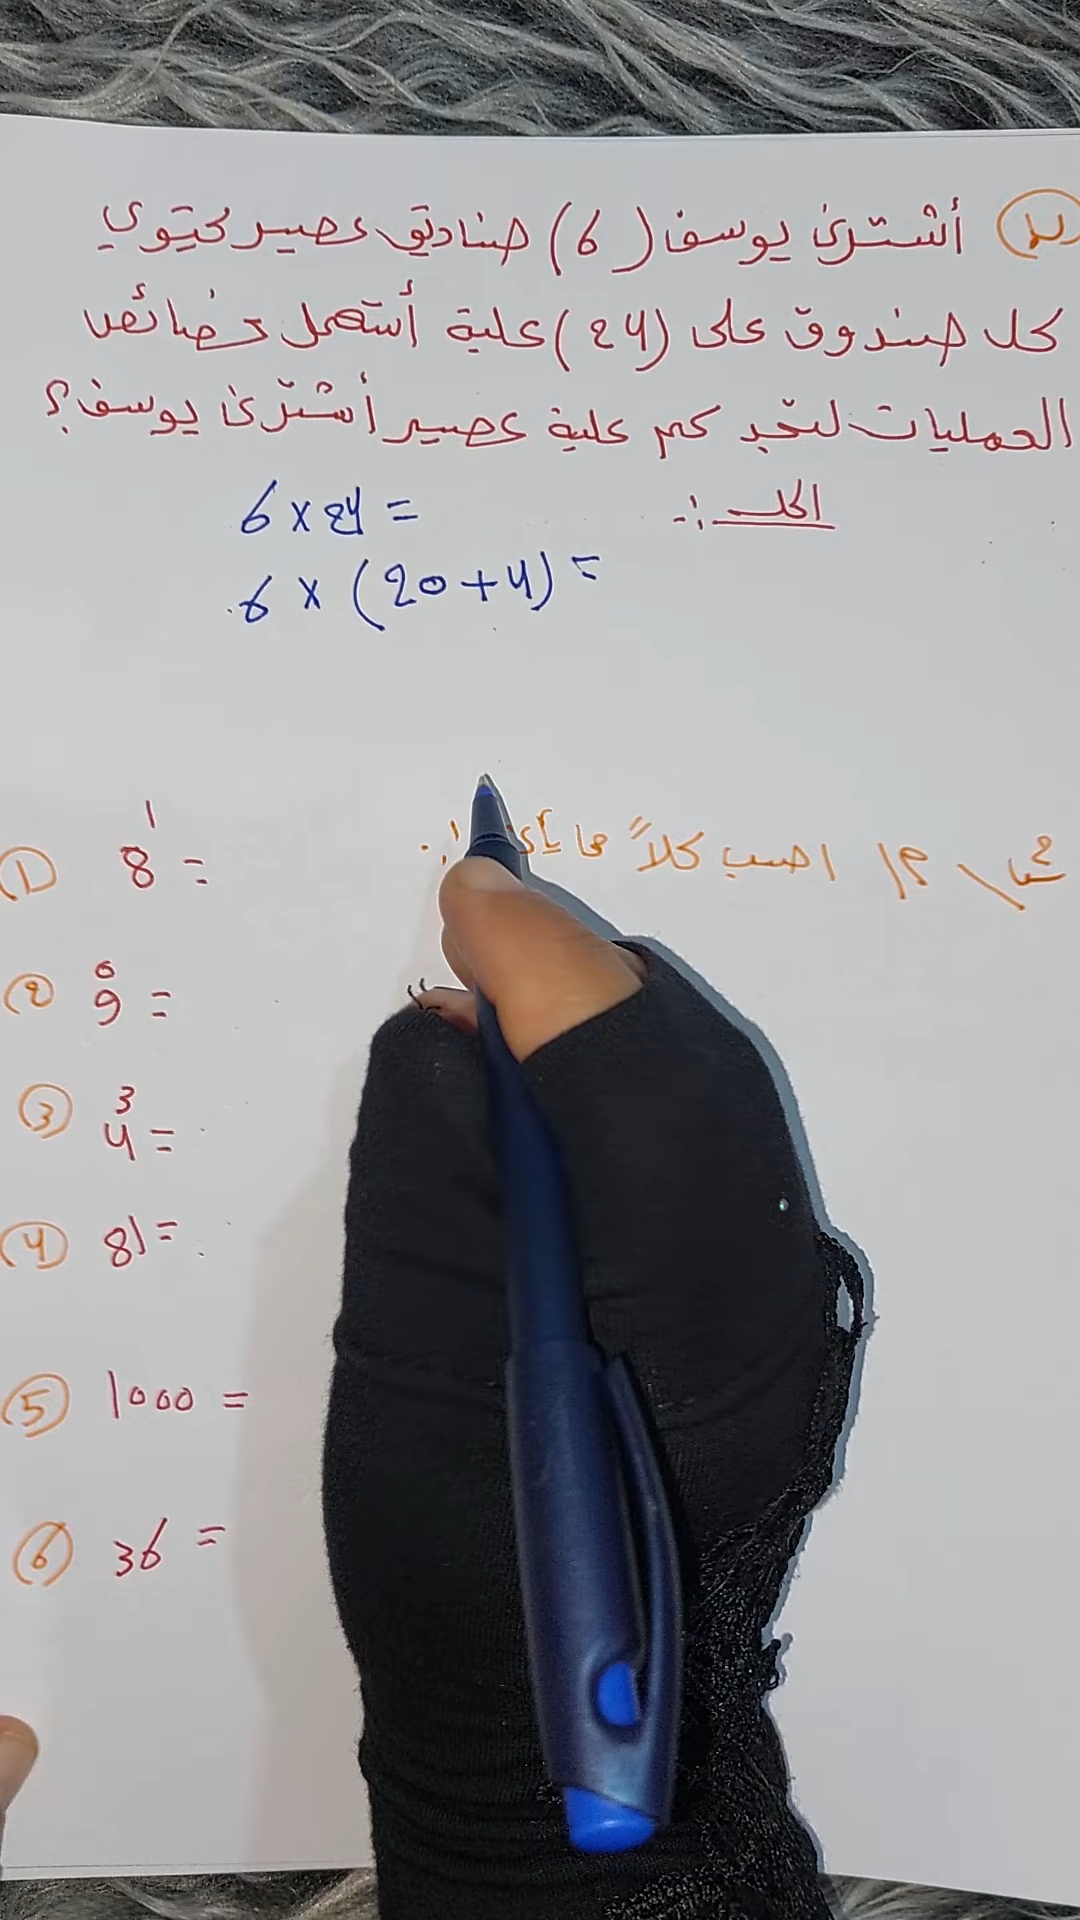 ب) أشترىٰ يوسف (6) صناديق عصير يحتوي
كل صندوق على (24) علبة أستعمل خصائص
العمليات لتجد كم علبة عصير أشترىٰ يوسف؟
الحل :-
6 × 24 =
6 × (20+4) =
س2 \ P احسب كلاً مما يأتي :-
① 8¹ =
② 9⁰ =
③ 4³ =
④ 81 =
⑤ 1000 =
⑥ 36 =